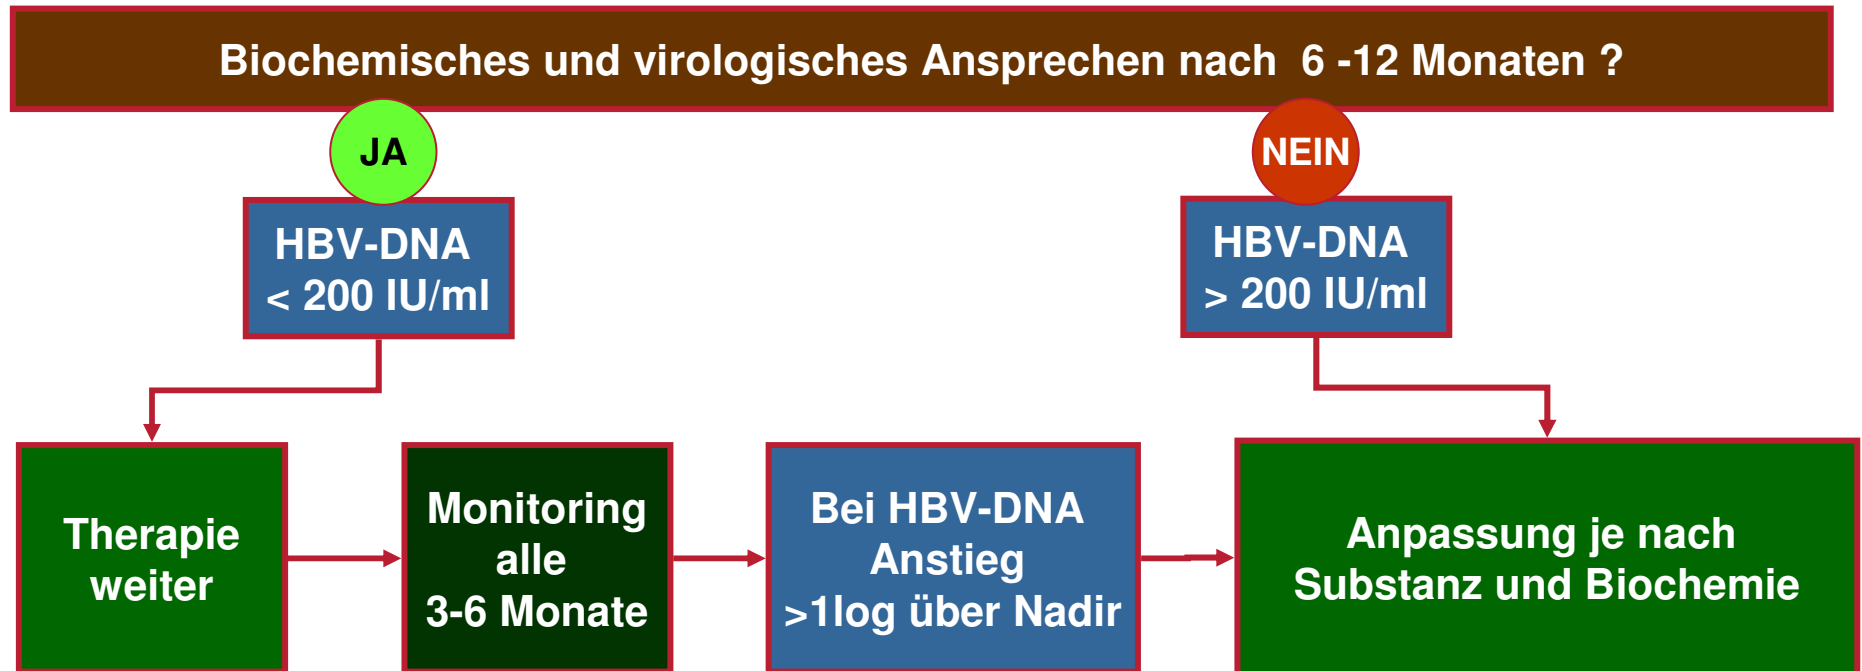 Biochemisches und virologisches Ansprechen nach 6 -12 Monaten ?
JA
NEIN
HBV-DNA
< 200 IU/ml
HBV-DNA
> 200 IU/ml
Therapie
weiter
Monitoring
alle
3-6 Monate
Bei HBV-DNA
Anstieg
>1log über Nadir
Anpassung je nach
Substanz und Biochemie